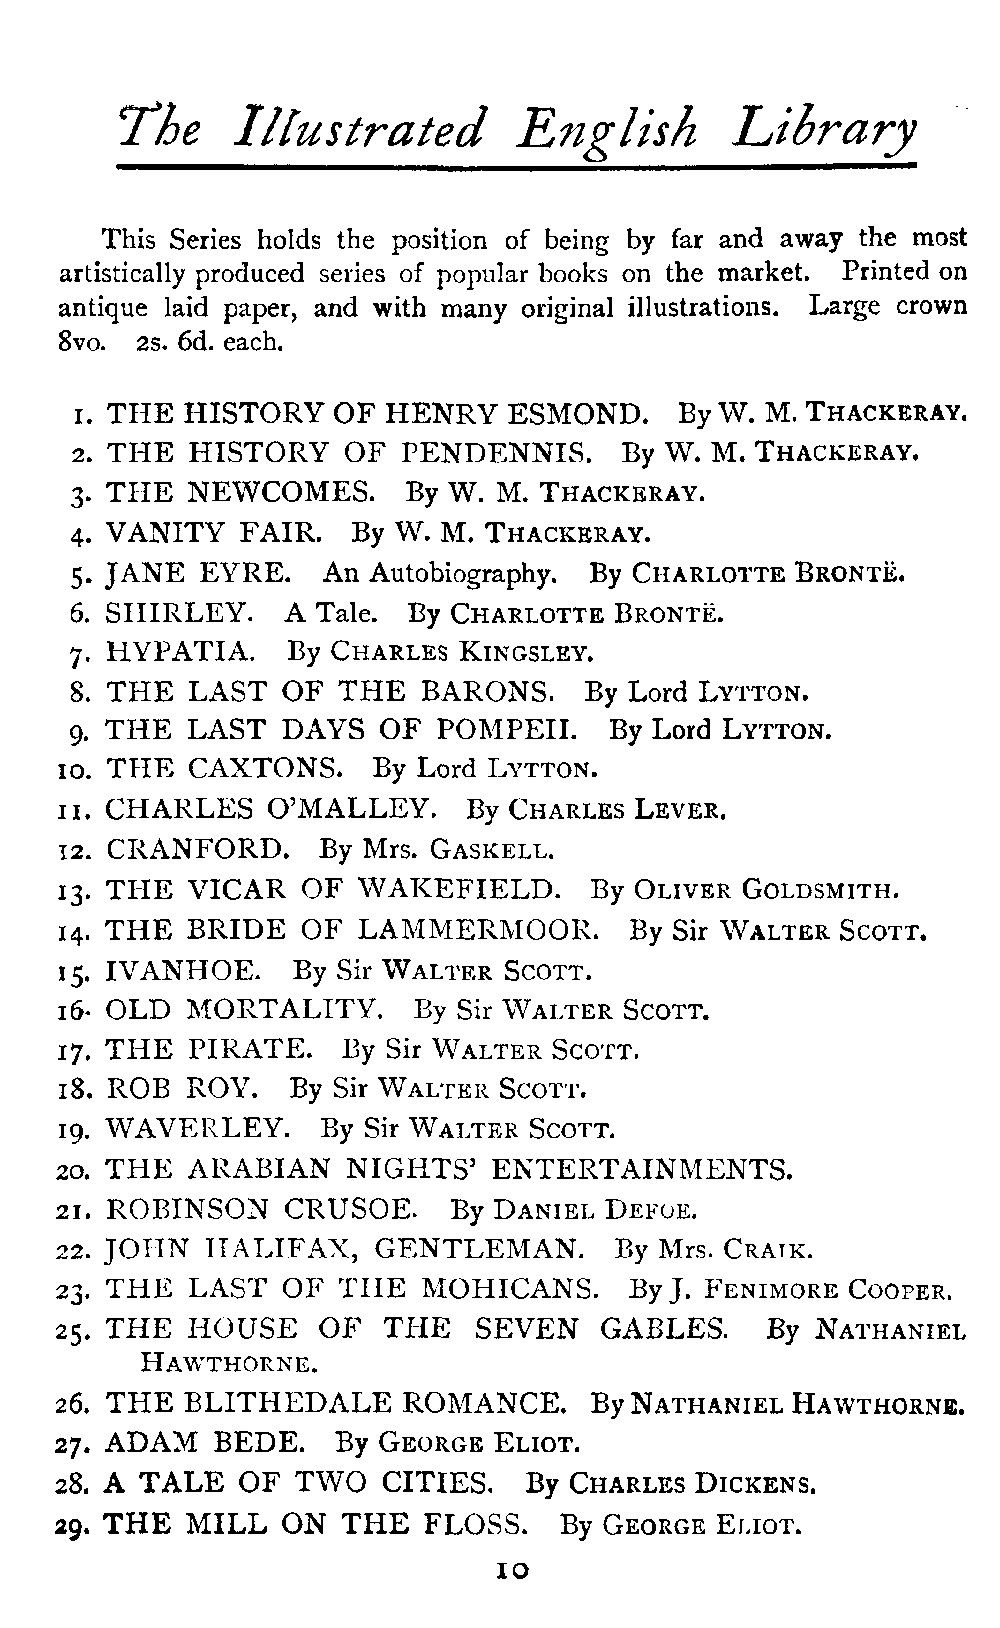 The Illustrated English Library
This Series holds the position of being by far and away the most
artistically produced series of popular books on the market. Printed on
antique laid paper, and with many original illustrations. Large crown
8vo. 2s. 6d. each.
1. THE HISTORY OF HENRY ESMOND. By W. M. THACKERAY.
2. THE HISTORY OF PENDENNIS. By W. M. THACKERAY.
3. THE NEWCOMES. By W. M. THACKERAY.
4. VANITY FAIR. By W. M. THACKERAY.
5. JANE EYRE. An Autobiography. By CHARLOTTE BRONTË.
6. SHIRLEY. A Tale. By CHARLOTTE BRONTË.
7. HYPATIA. By CHARLES KINGSLEY.
8. THE LAST OF THE BARONS. By Lord LYTTON.
9. THE LAST DAYS OF POMPEII. By Lord LYTTON.
10. THE CAXTONS. By Lord LYTTON.
11. CHARLES O'MALLEY. By CHARLES LEVER.
12. CRANFORD. By Mrs. GASKELL.
13. THE VICAR OF WAKEFIELD. By OLIVER GOLDSMITH.
14. THE BRIDE OF LAMMERMOOR. By Sir WALTER SCOTT.
15. IVANHOE. By Sir WALTER SCOTT.
16. OLD MORTALITY. By Sir WALTER SCOTT.
17. THE PIRATE. By Sir WALTER SCOTT.
18. ROB ROY. By Sir WALTER SCOTT.
19. WAVERLEY. By Sir WALTER SCOTT.
20. THE ARABIAN NIGHTS' ENTERTAINMENTS.
21. ROBINSON CRUSOE. By DANIEL DEFOE.
22. JOHN HALIFAX, GENTLEMAN. By Mrs. CRAIK.
23. THE LAST OF THE MOHICANS. By J. FENIMORE COOPER.
25. THE HOUSE OF THE SEVEN GABLES. By NATHANIEL
HAWTHORNE.
26. THE BLITHEDALE ROMANCE. By NATHANIEL HAWTHORNE.
27. ADAM BEDE. By GEORGE ELIOT.
28. A TALE OF TWO CITIES. By CHARLES DICKENS.
29. THE MILL ON THE FLOSS. By GEORGE ELIOT.
10